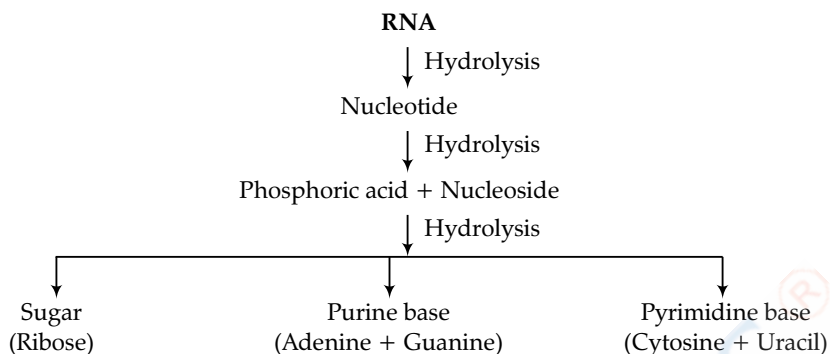 RNA
Hydrolysis
Nucleotide
Hydrolysis
Phosphoric acid + Nucleoside
Hydrolysis
Sugar
(Ribose)
Purine base
(Adenine + Guanine)
Pyrimidine base
(Cytosine + Uracil)
®